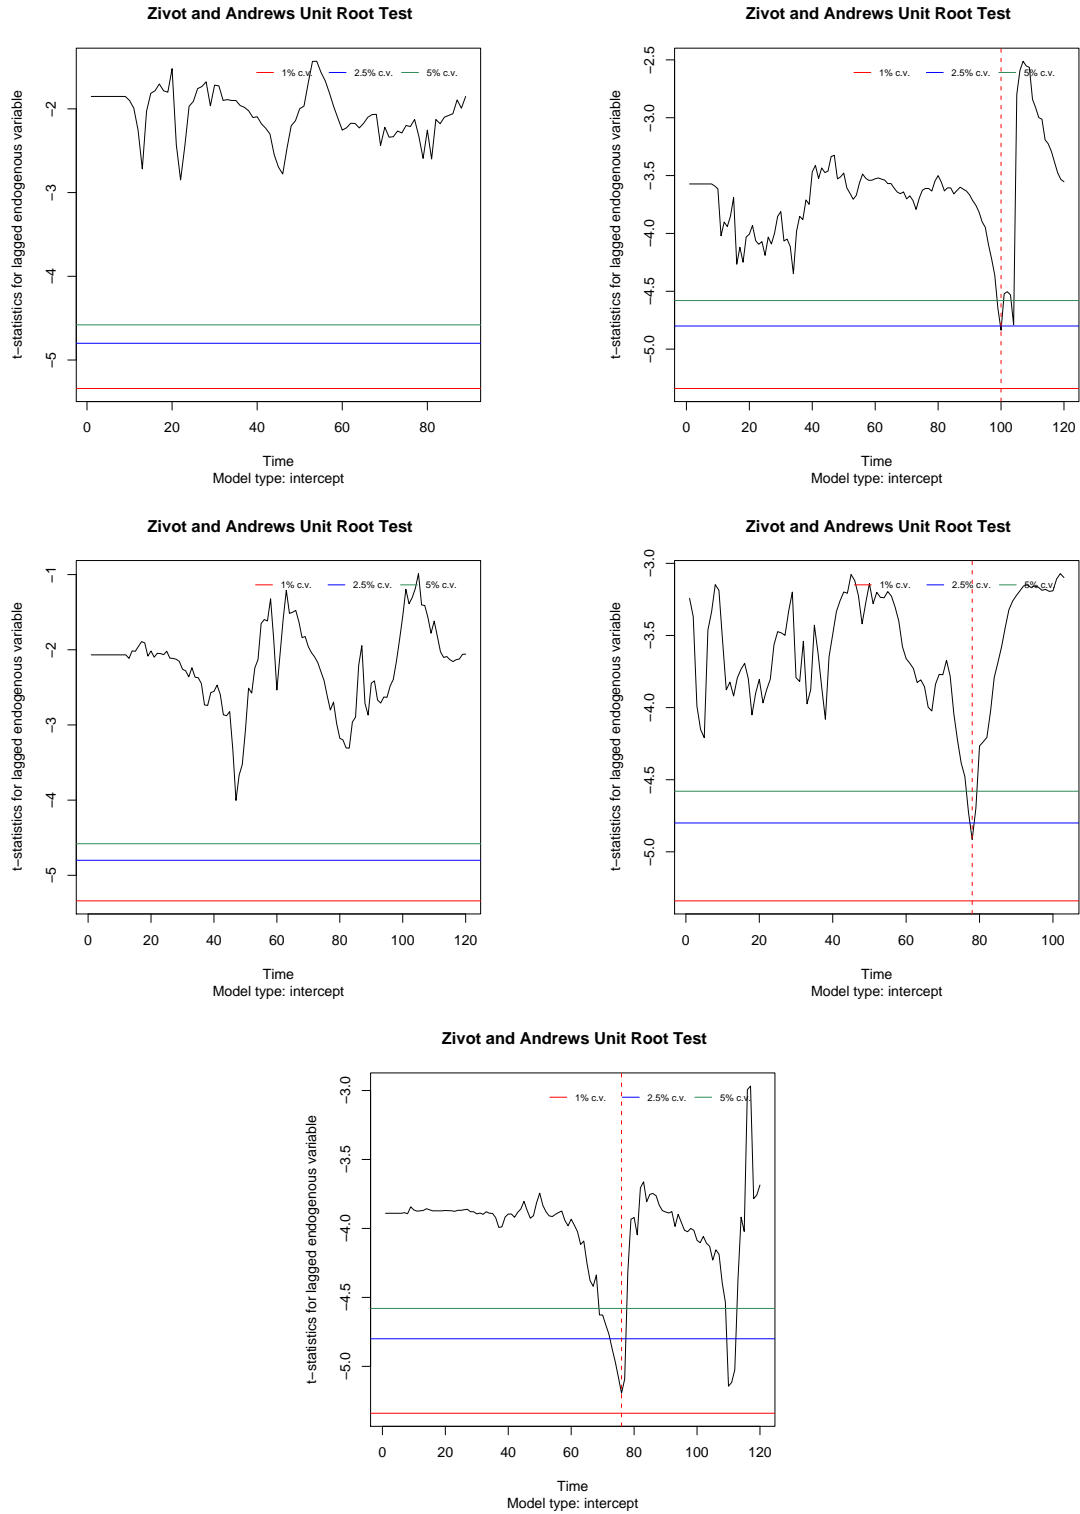 Zivot and Andrews Unit Root Test
t−statistics for lagged endogenous variable
−2
−3
−4
−5
1% c.v.
2.5% c.v.
5% c.v.
0
20
40
60
80
Time
Model type: intercept
Zivot and Andrews Unit Root Test
t−statistics for lagged endogenous variable
−2.5
−3.0
−3.5
−4.0
−4.5
−5.0
1% c.v.
2.5% c.v.
5% c.v.
0
20
40
60
80
100
120
Time
Model type: intercept
Zivot and Andrews Unit Root Test
t−statistics for lagged endogenous variable
−1
−2
−3
−4
−5
1% c.v.
2.5% c.v.
5% c.v.
0
20
40
60
80
100
120
Time
Model type: intercept
Zivot and Andrews Unit Root Test
t−statistics for lagged endogenous variable
−3.0
−3.5
−4.0
−4.5
−5.0
1% c.v.
2.5% c.v.
5% c.v.
0
20
40
60
80
100
Time
Model type: intercept
Zivot and Andrews Unit Root Test
t−statistics for lagged endogenous variable
−3.0
−3.5
−4.0
−4.5
−5.0
1% c.v.
2.5% c.v.
5% c.v.
0
20
40
60
80
100
120
Time
Model type: intercept